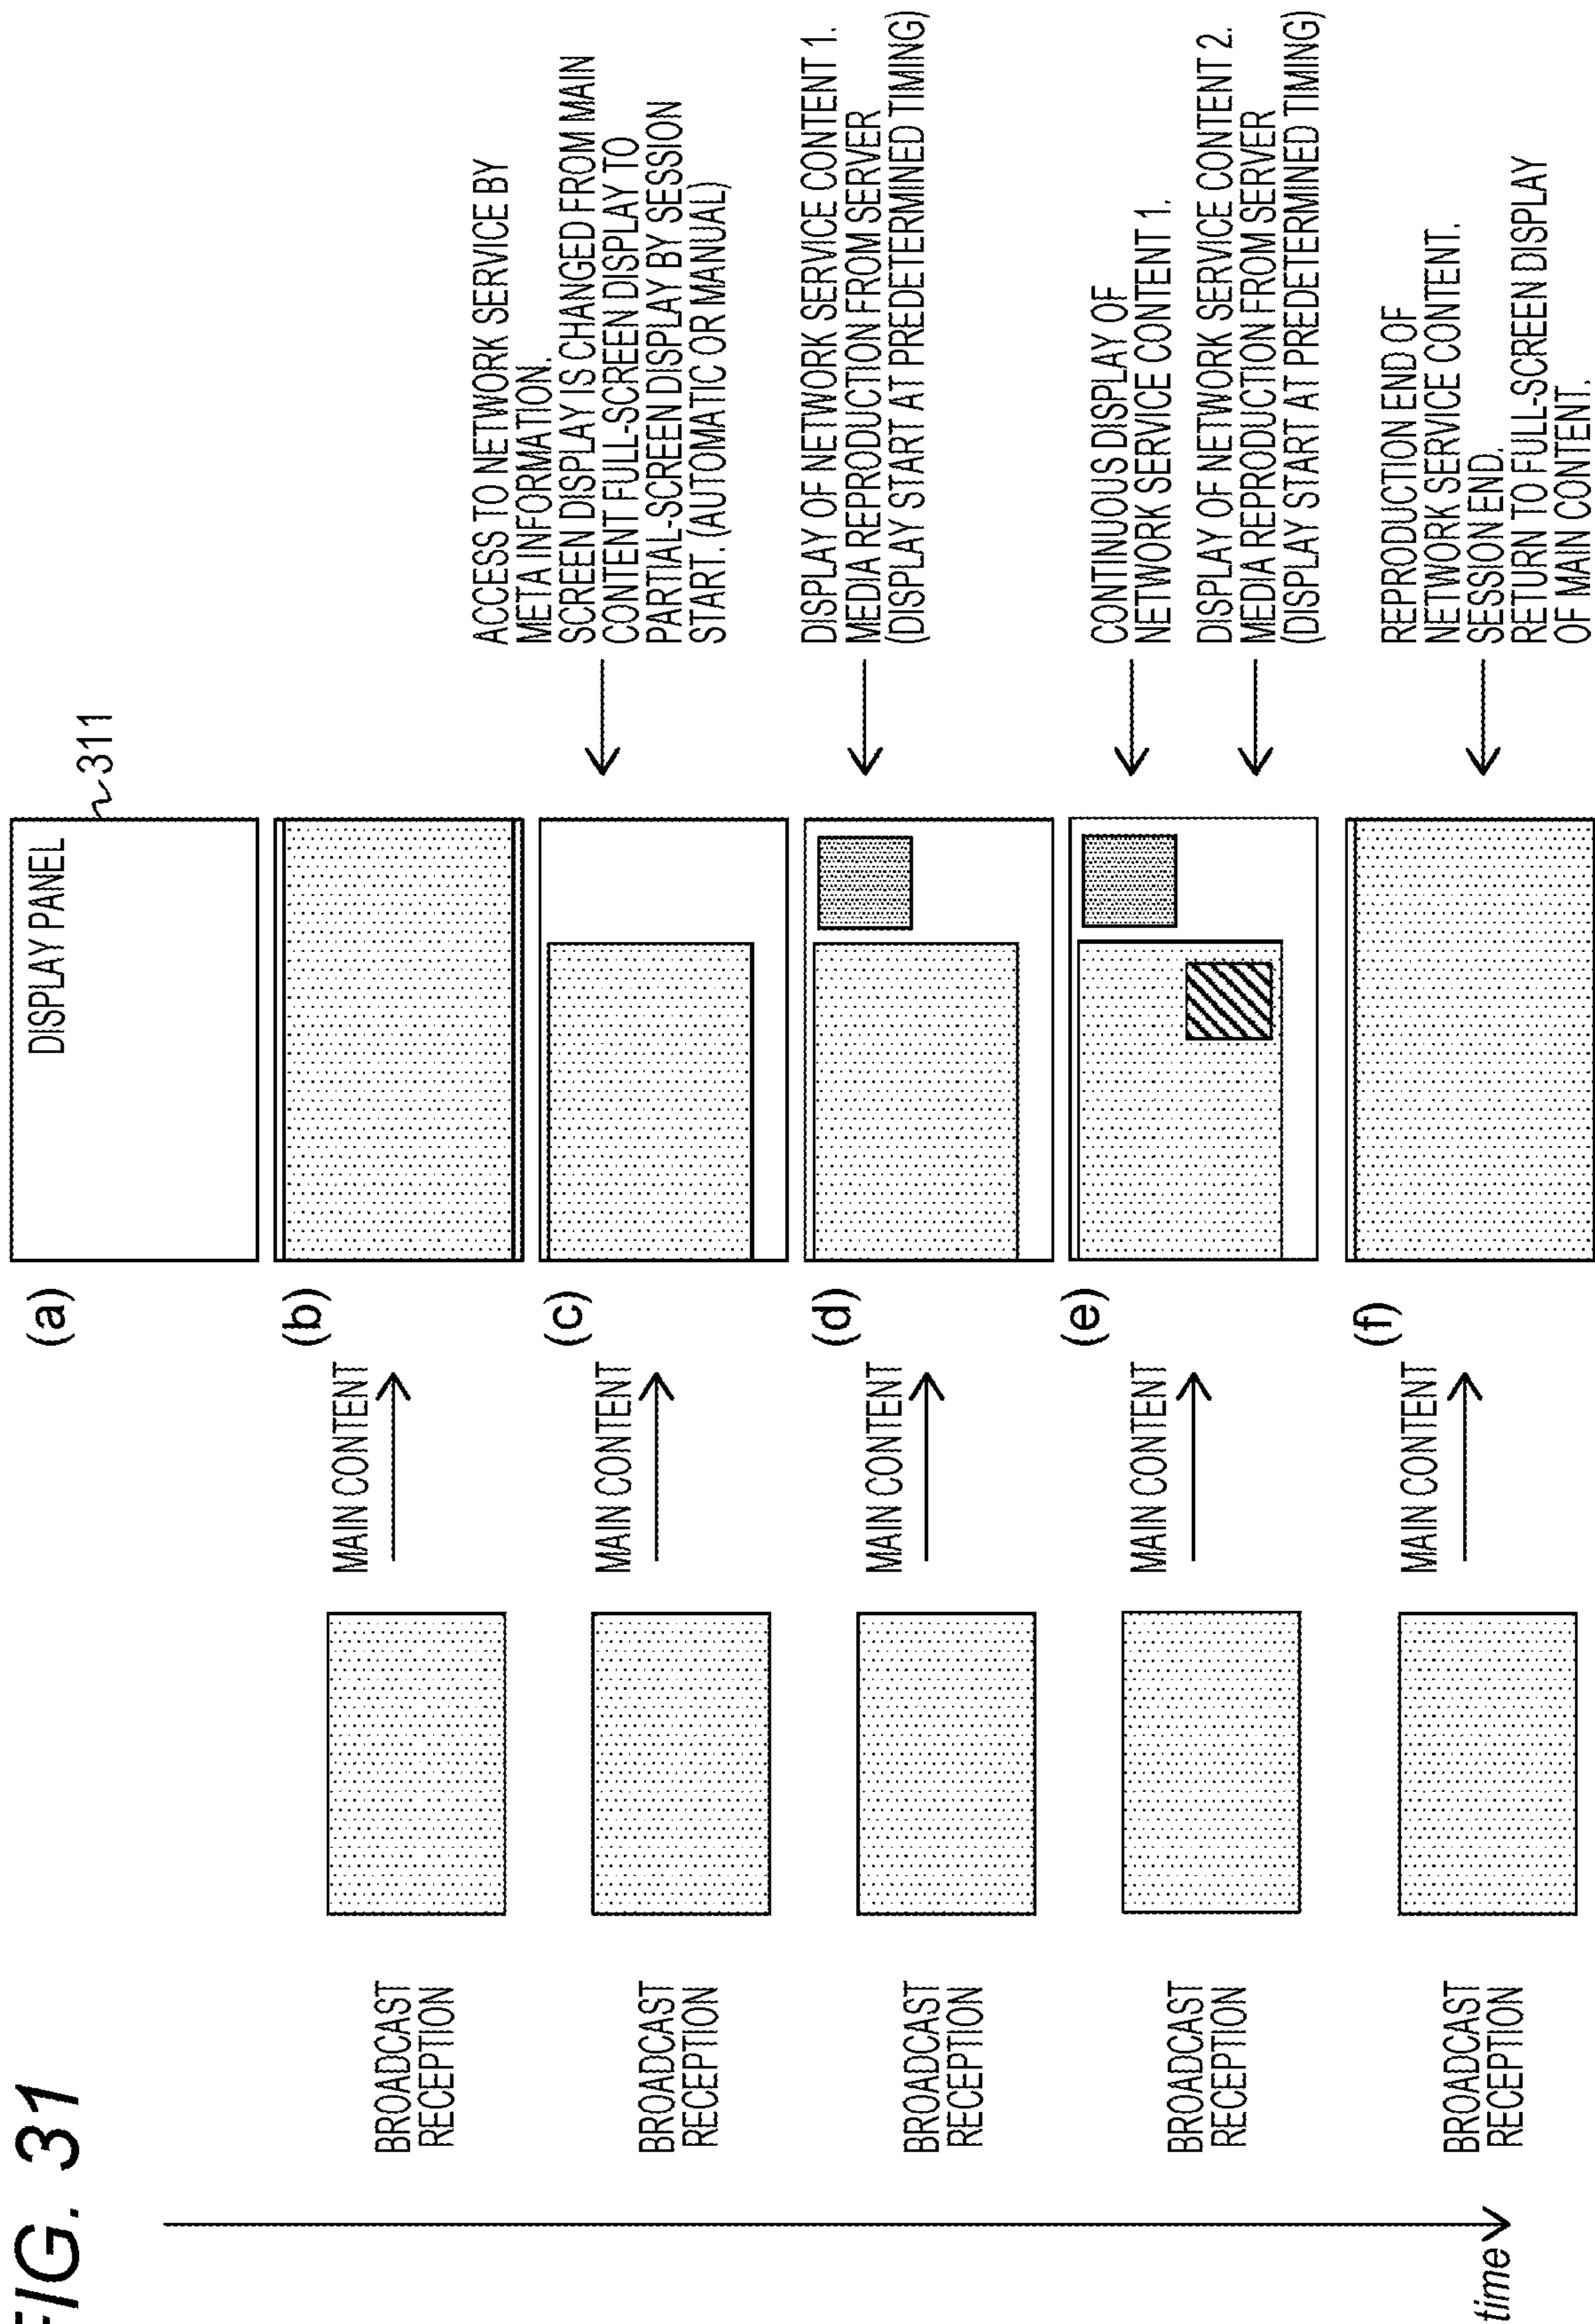 FIG. 31
time
(a)
DISPLAY PANEL
311
BROADCAST
RECEPTION
MAIN CONTENT
(b)
BROADCAST
RECEPTION
MAIN CONTENT
(c)
ACCESS TO NETWORK SERVICE BY
META INFORMATION.
SCREEN DISPLAY IS CHANGED FROM MAIN
CONTENT FULL-SCREEN DISPLAY TO
PARTIAL-SCREEN DISPLAY BY SESSION
START. (AUTOMATIC OR MANUAL)
BROADCAST
RECEPTION
MAIN CONTENT
(d)
DISPLAY OF NETWORK SERVICE CONTENT 1.
MEDIA REPRODUCTION FROM SERVER
(DISPLAY START AT PREDETERMINED TIMING)
BROADCAST
RECEPTION
MAIN CONTENT
(e)
CONTINUOUS DISPLAY OF
NETWORK SERVICE CONTENT 1.
DISPLAY OF NETWORK SERVICE CONTENT 2.
MEDIA REPRODUCTION FROM SERVER
(DISPLAY START AT PREDETERMINED TIMING)
BROADCAST
RECEPTION
MAIN CONTENT
(f)
REPRODUCTION END OF
NETWORK SERVICE CONTENT.
SESSION END.
RETURN TO FULL-SCREEN DISPLAY
OF MAIN CONTENT.